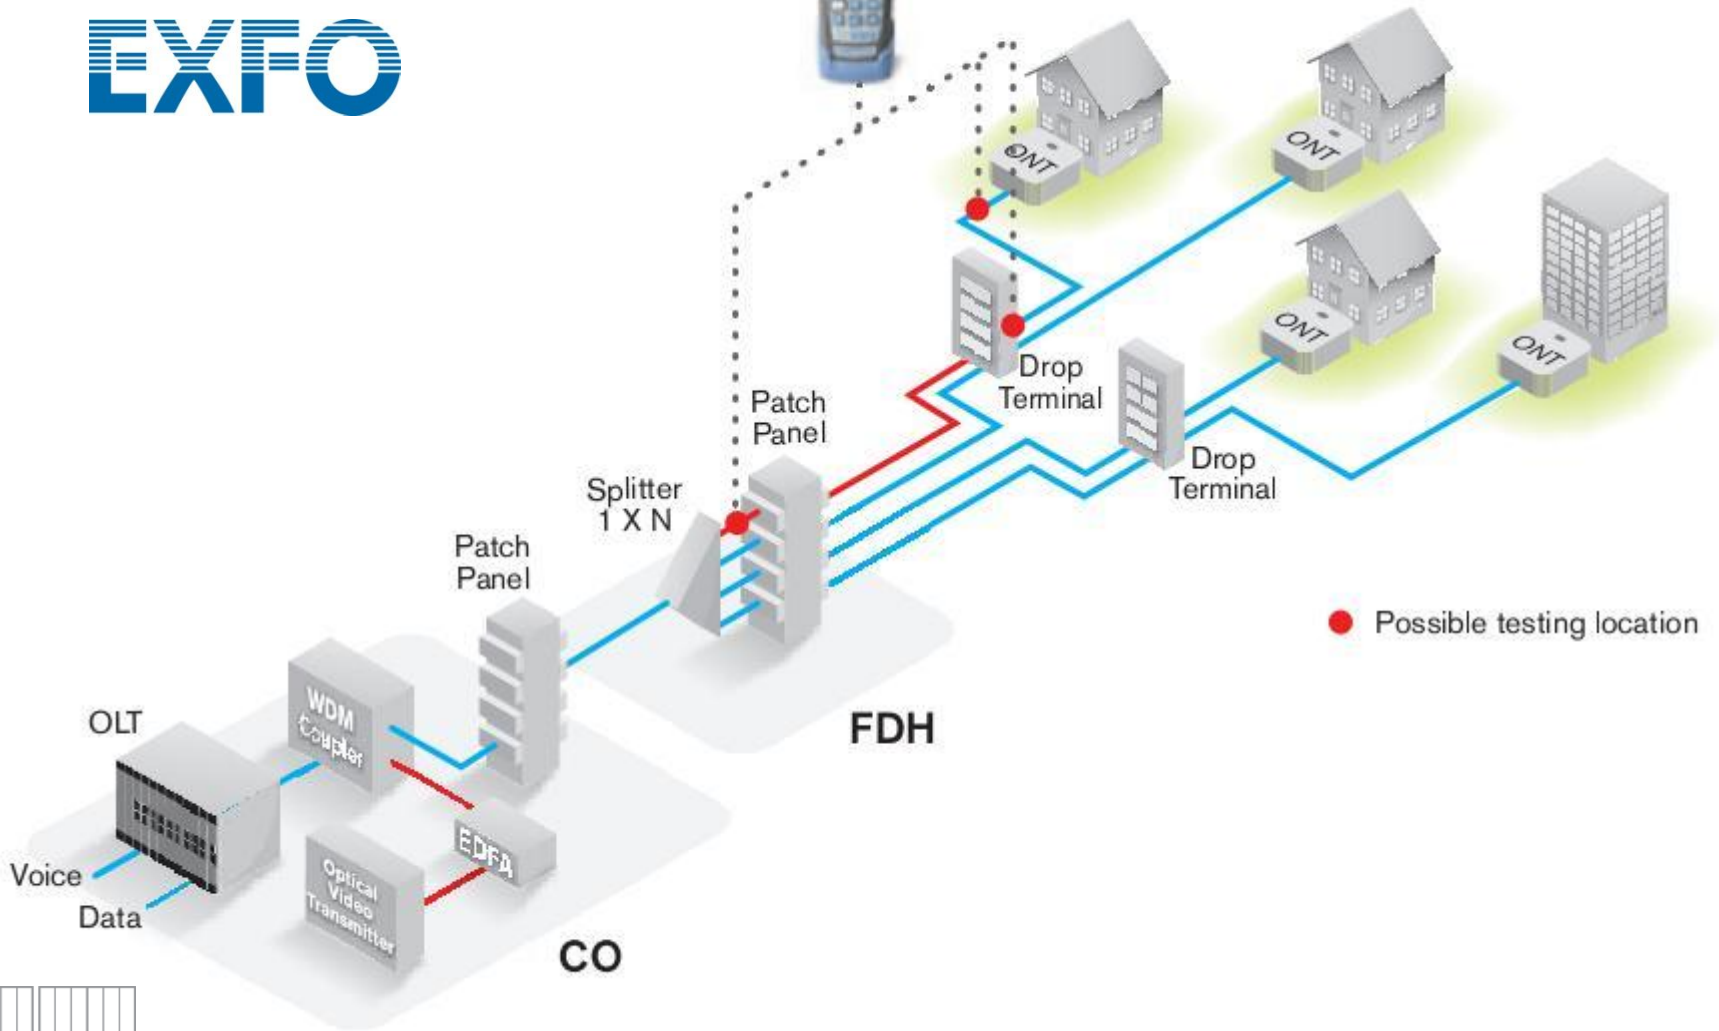 EXFO
ONT
ONT
ONT
ONT
Drop
Terminal
Patch
Panel
Drop
Terminal
Splitter
1 X N
Patch
Panel
Possible testing location
FDH
WDM
Coupler
OLT
EDFA
Optical
Video
Transmitter
Voice
Data
CO